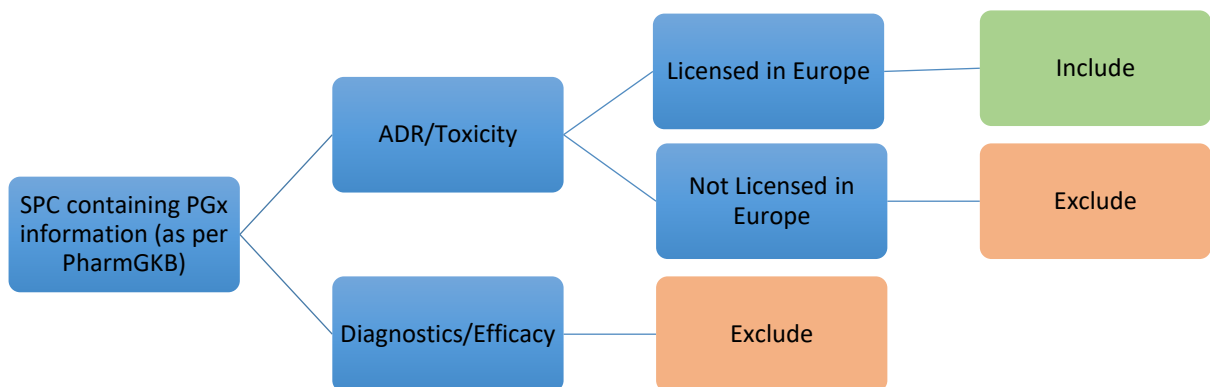 SPC containing PGx
information (as per
PharmGKB)
ADR/Toxicity
Licensed in Europe
Include
Not Licensed in
Europe
Exclude
Diagnostics/Efficacy
Exclude